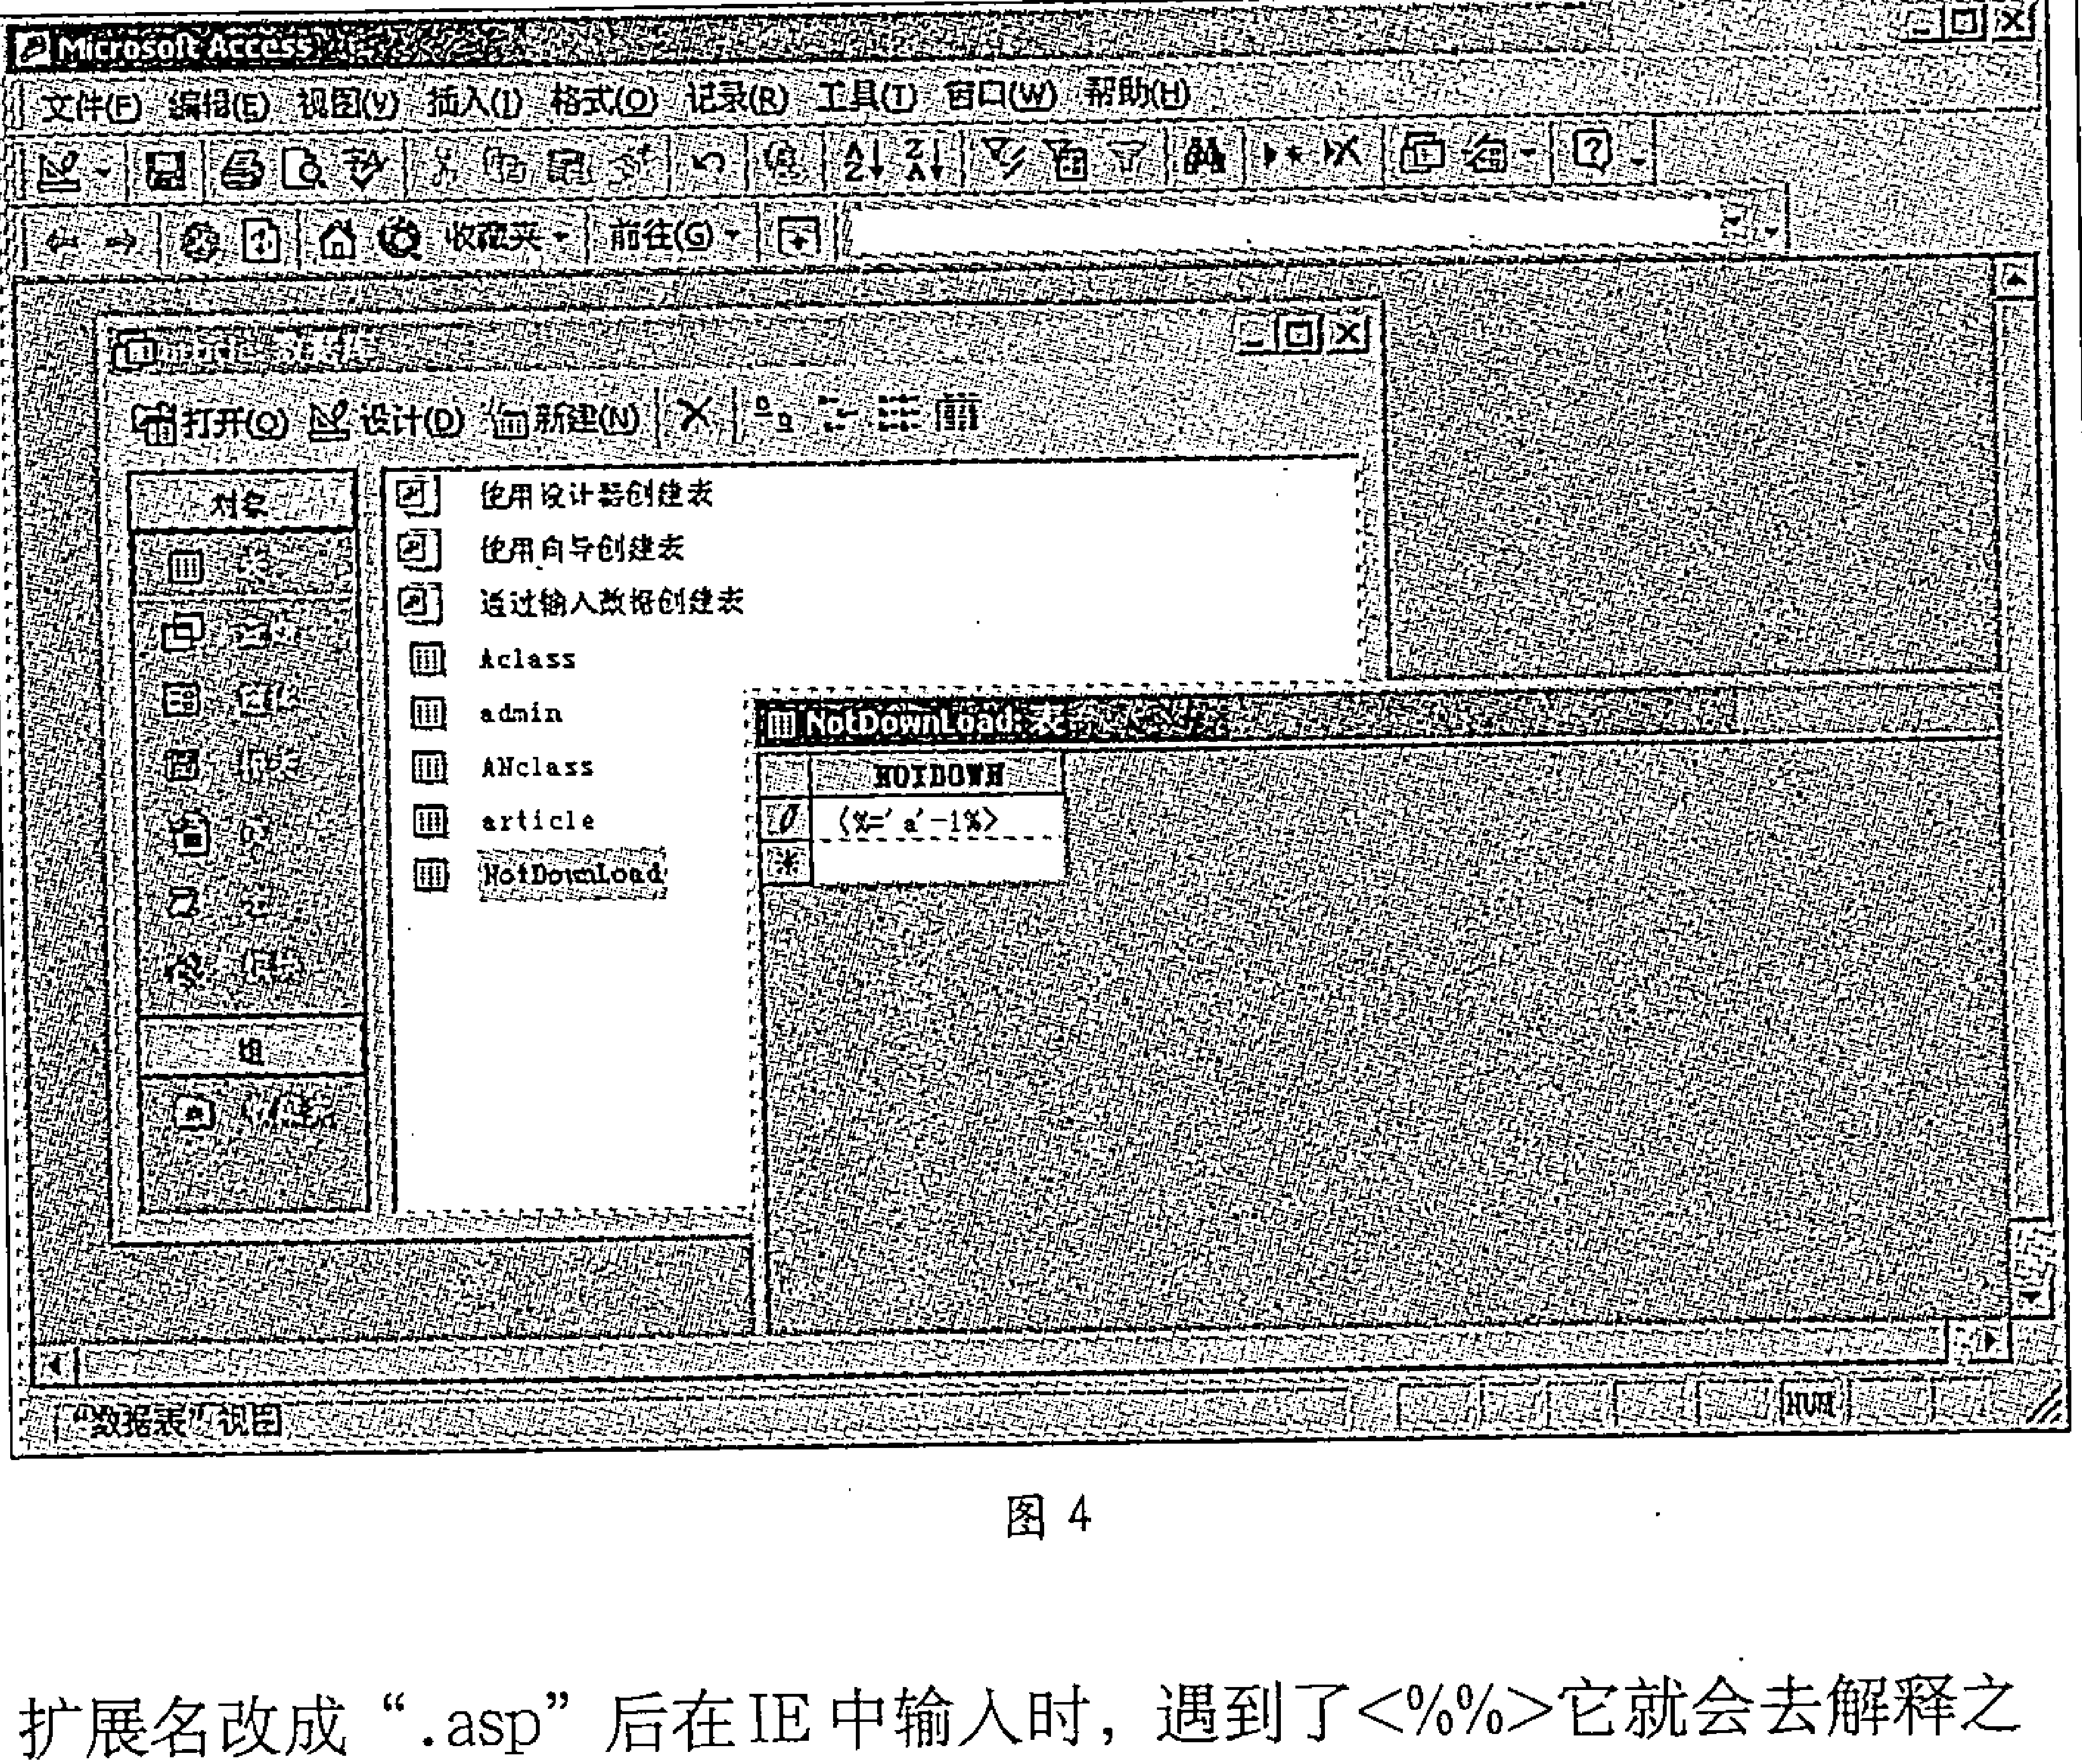 Microsoft Access
文件(F) 编辑(E) 视图(V) 插入(I) 格式(O) 记录(R) 工具(T) 窗口(W) 帮助(H)
收藏夹 前往(G)
打开(O) 设计(D) 新建(N)
对象
使用设计器创建表
使用向导创建表
通过输入数据创建表
Aclass
admin
ANclass
article
NotDownLoad
组
NotDownLoad: 表
NOTDOWN
<%='a'-1%>
“数据表” 视图
NUM
图 4
扩展名改成“.asp”后在IE中输入时，遇到了<%%>它就会去解释之